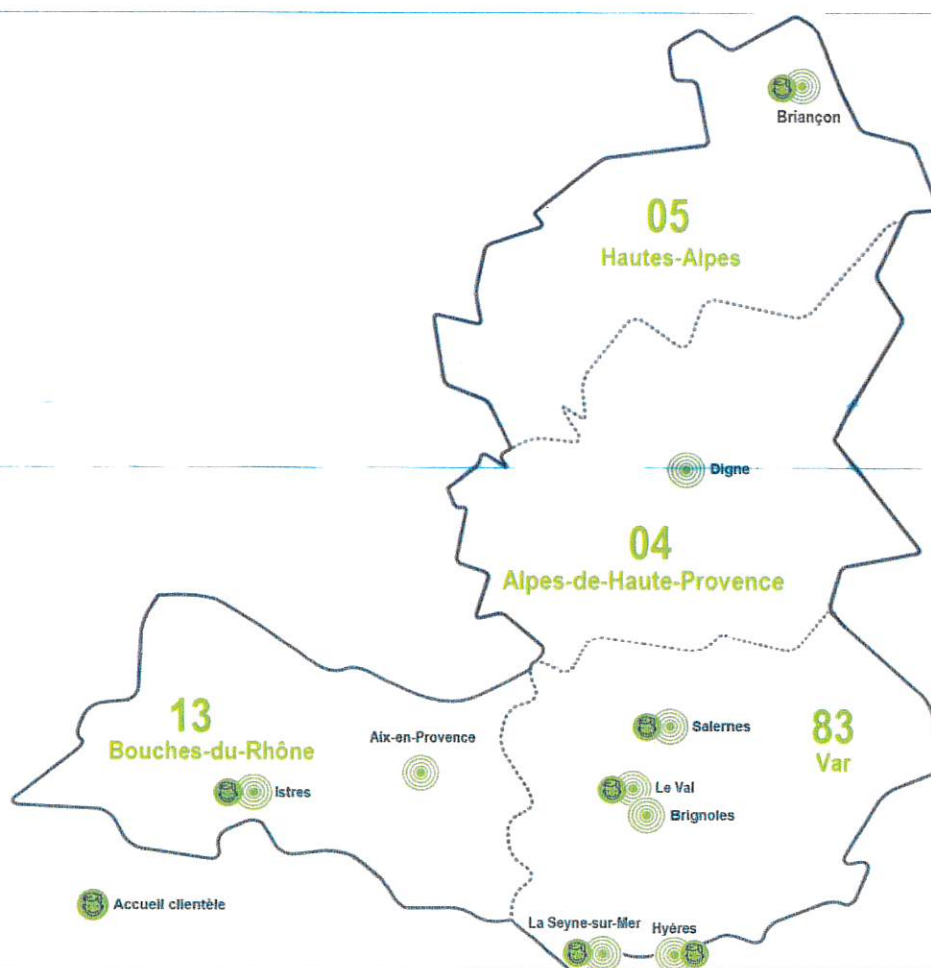 Briançon
05
Hautes-Alpes
Digne
04
Alpes-de-Haute-Provence
13
Bouches-du-Rhône
Aix-en-Provence
Istres
Salernes
83
Var
Le Val
Brignoles
Accueil clientèle
La Seyne-sur-Mer
Hyères